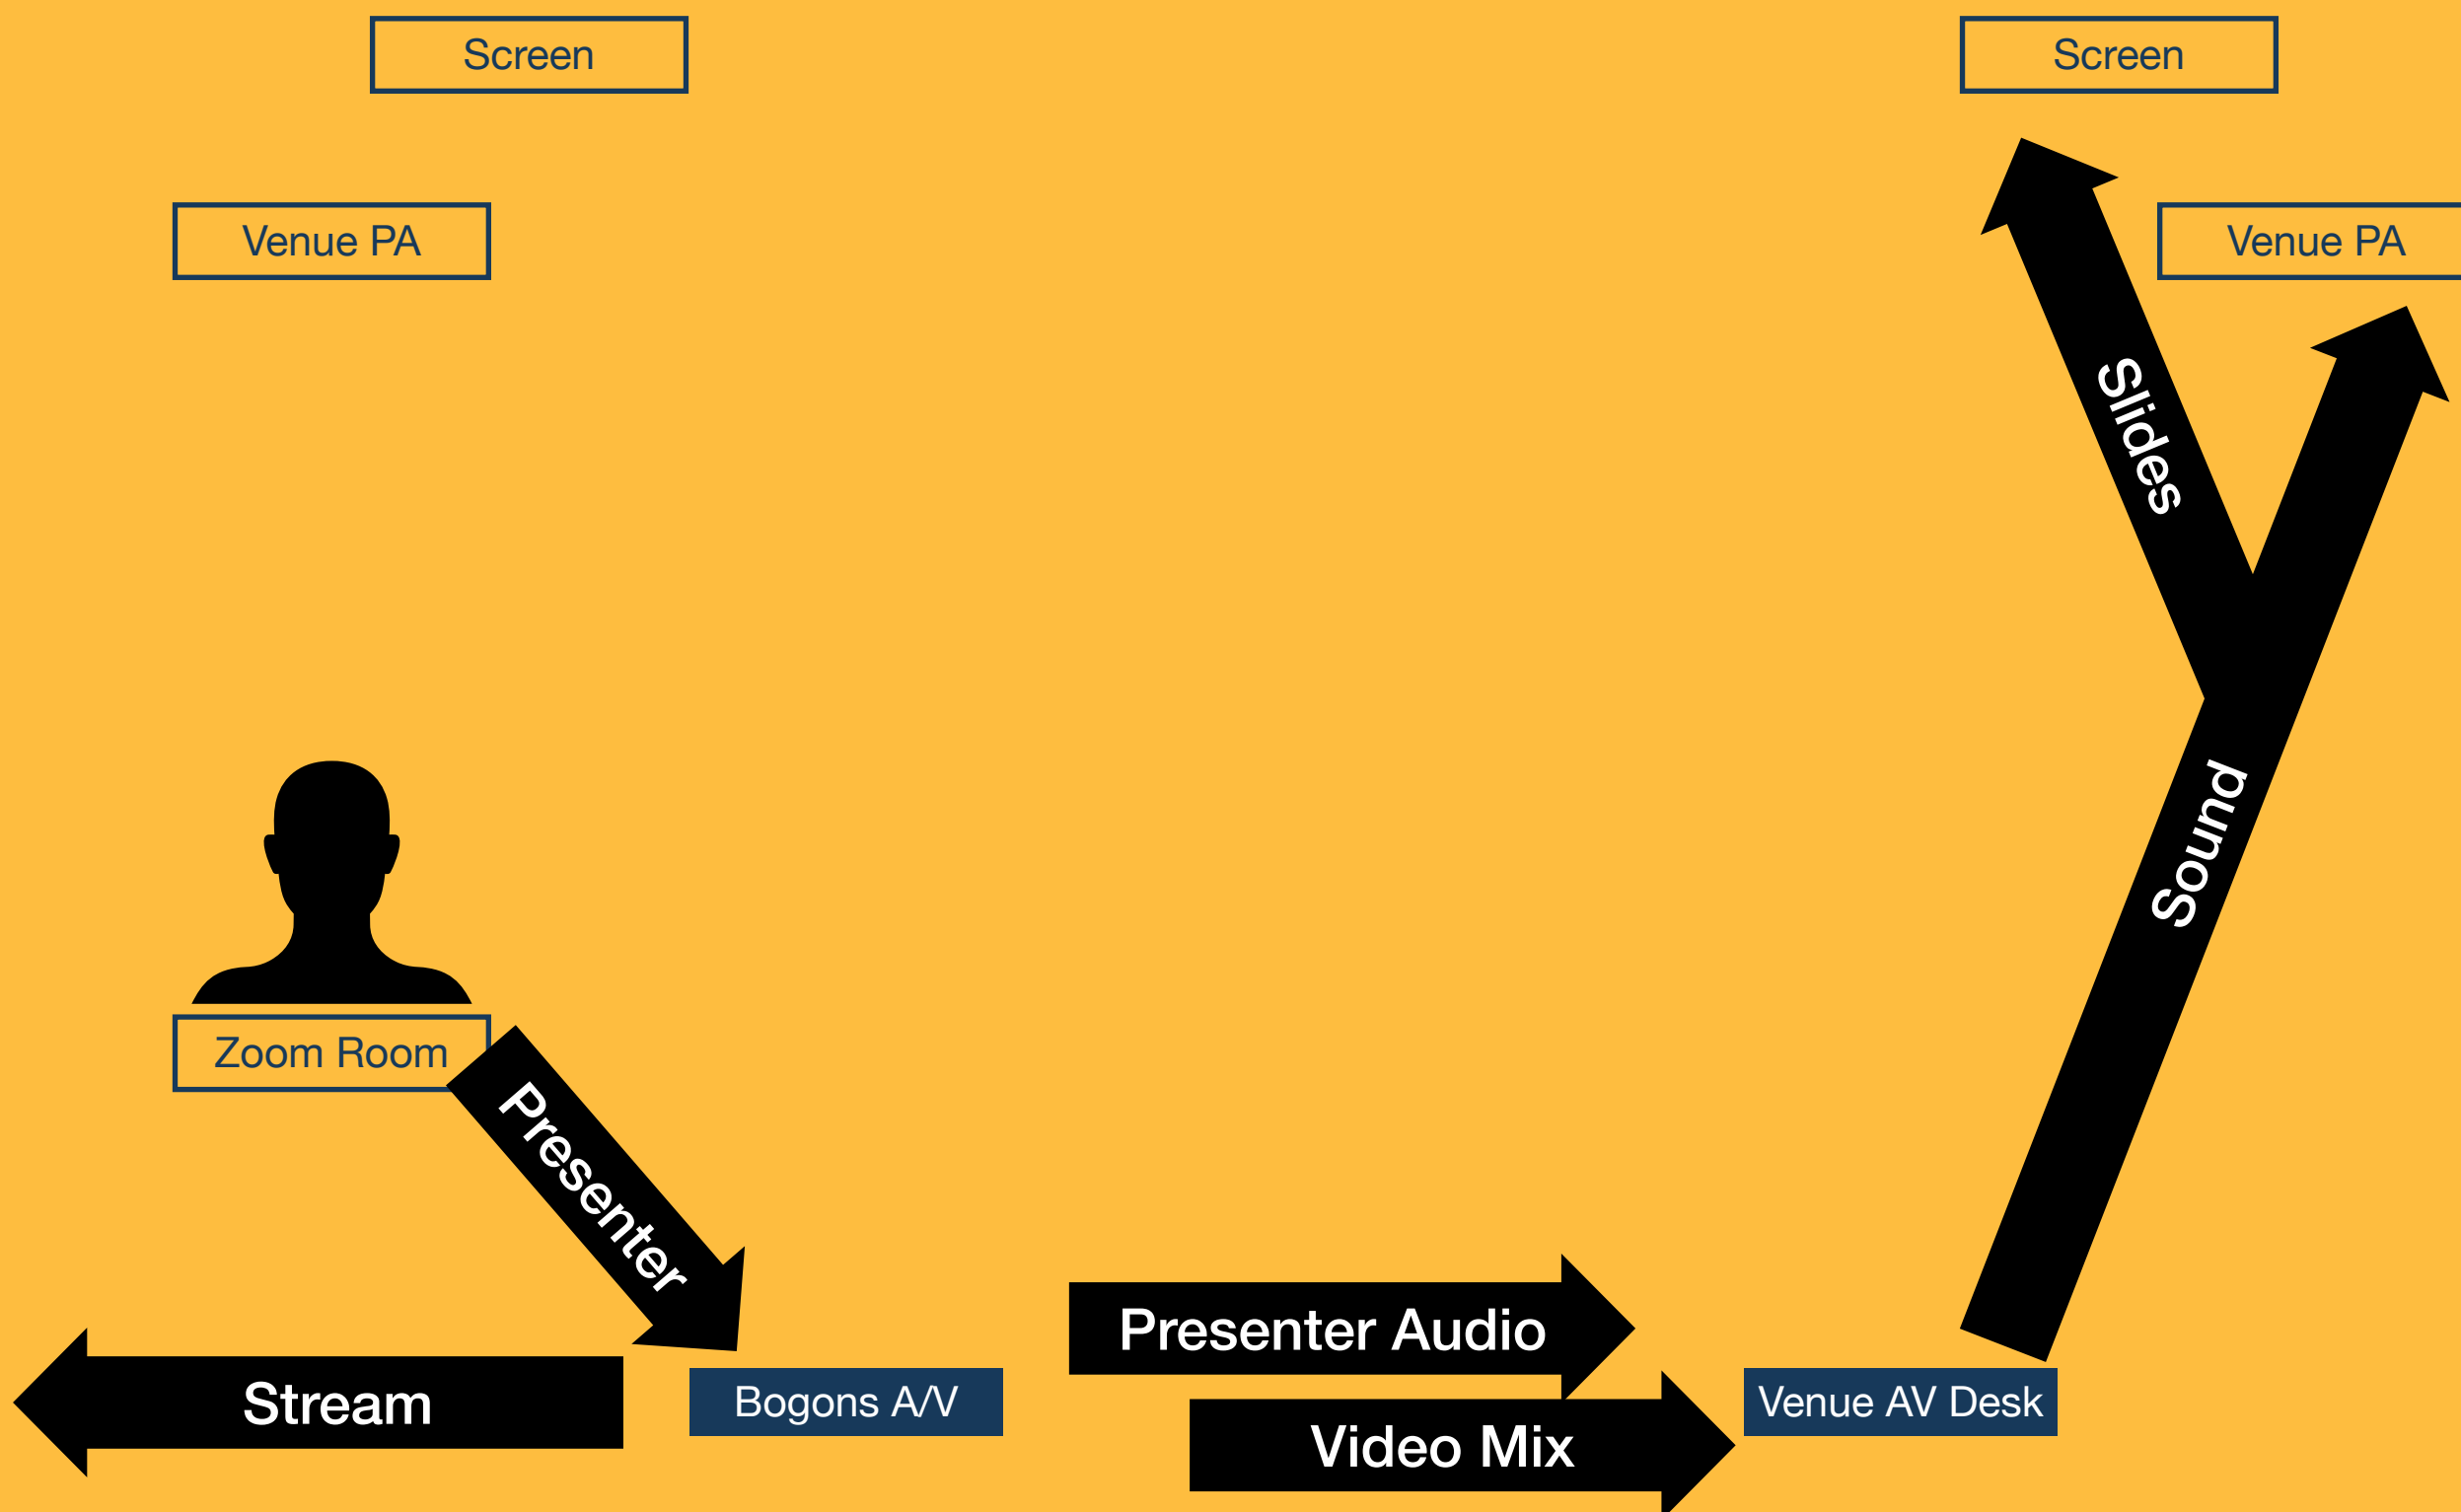 Screen
Screen
Venue PA
Venue PA
Slides
Sound
Zoom Room
Presenter
Presenter Audio
Stream
Bogons A/V
Venue AV Desk
Video Mix